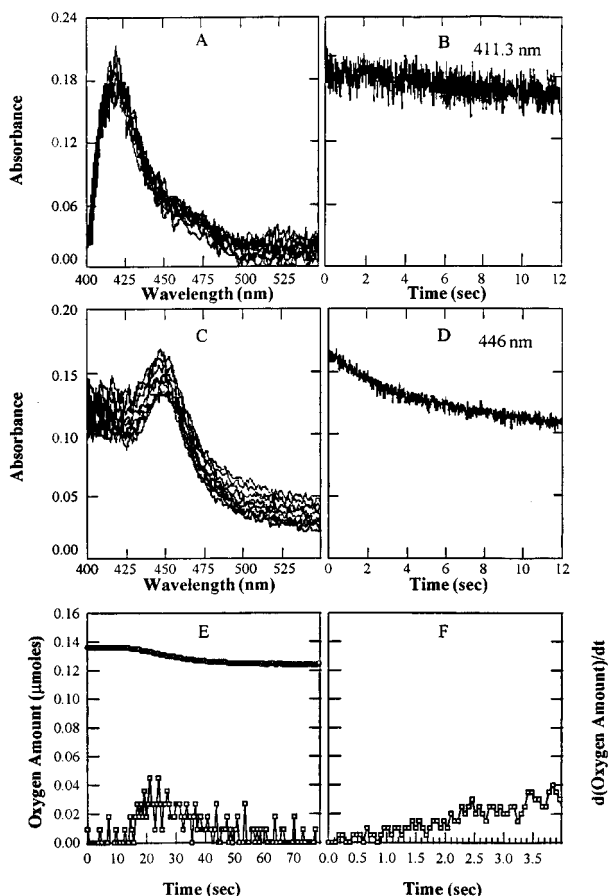 A
B
411.3 nm
Absorbance
0.24
0.18
0.12
0.06
0.00
400 425 450 475 500 525
Wavelength (nm)
0 2 4 6 8 10 12
Time (sec)
C
D
446 nm
Absorbance
0.20
0.15
0.10
0.05
0.00
400 425 450 475 500 525
Wavelength (nm)
0 2 4 6 8 10 12
Time (sec)
E
F
Oxygen Amount (μmoles)
0.16
0.14
0.12
0.10
0.08
0.06
0.04
0.02
0.00
0 10 20 30 40 50 60 70
Time (sec)
0.0 0.5 1.0 1.5 2.0 2.5 3.0 3.5
Time (sec)
d(Oxygen Amount)/dt